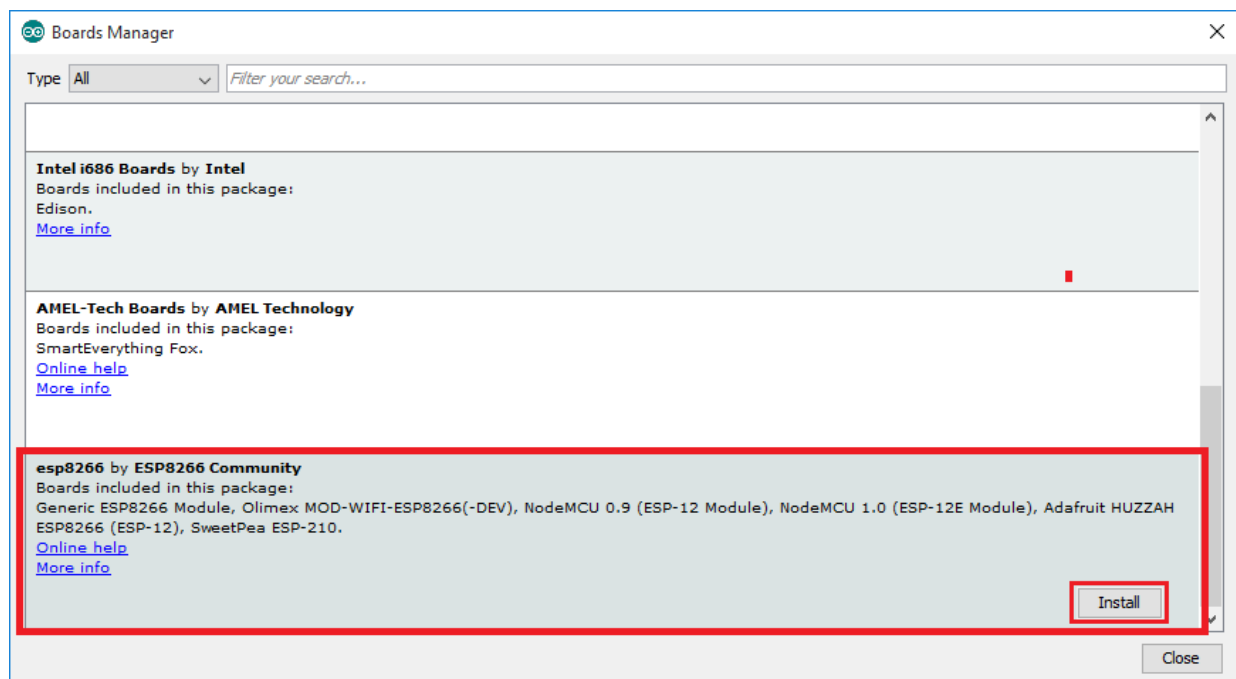 Boards Manager
Type All Filter your search...
Intel i686 Boards by Intel
Boards included in this package:
Edison.
More info
AMEL-Tech Boards by AMEL Technology
Boards included in this package:
SmartEverything Fox.
Online help
More info
esp8266 by ESP8266 Community
Boards included in this package:
Generic ESP8266 Module, Olimex MOD-WIFI-ESP8266(-DEV), NodeMCU 0.9 (ESP-12 Module), NodeMCU 1.0 (ESP-12E Module), Adafruit HUZZAH
ESP8266 (ESP-12), SweetPea ESP-210.
Online help
More info
Install
Close